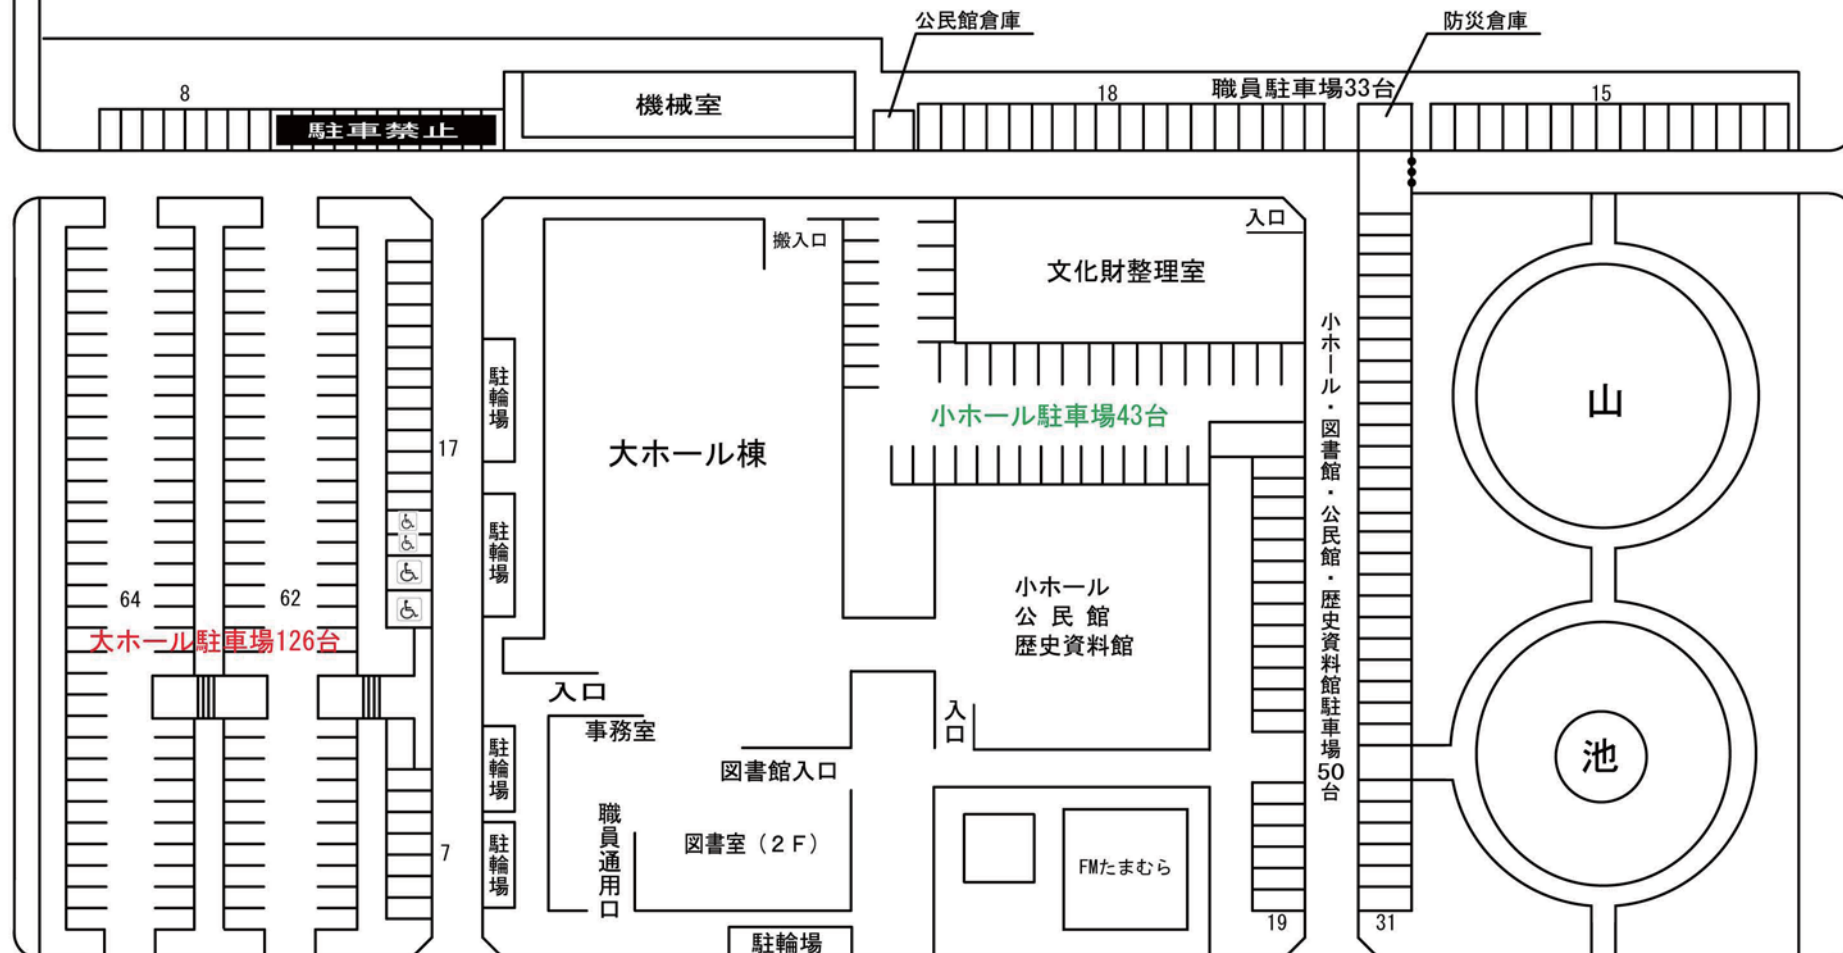 公民館倉庫
防災倉庫
8
駐車禁止
機械室
18
職員駐車場33台
15
搬入口
入口
文化財整理室
小ホール・図書館・公民館・歴史資料館駐車場50台
山
駐輪場
小ホール駐車場43台
17
大ホール棟
駐輪場
64
62
大ホール駐車場126台
小ホール
公民館
歴史資料館
入口
事務室
入口
駐輪場
図書館入口
池
職員通用口
図書室（2F）
7
駐輪場
FMたまむら
19
31
駐輪場